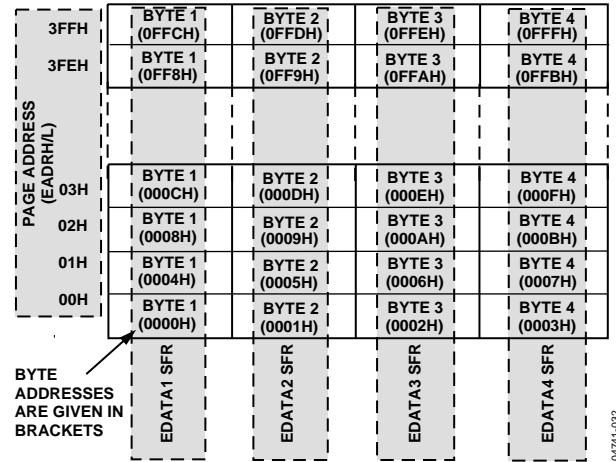 3FFH
BYTE 1
(0FFCH)
BYTE 2
(0FFDH)
BYTE 3
(0FFEH)
BYTE 4
(0FFFH)
3FEH
BYTE 1
(0FF8H)
BYTE 2
(0FF9H)
BYTE 3
(0FFAH)
BYTE 4
(0FFBH)
PAGE ADDRESS
(EADRH/L)
03H
BYTE 1
(000CH)
BYTE 2
(000DH)
BYTE 3
(000EH)
BYTE 4
(000FH)
02H
BYTE 1
(0008H)
BYTE 2
(0009H)
BYTE 3
(000AH)
BYTE 4
(000BH)
01H
BYTE 1
(0004H)
BYTE 2
(0005H)
BYTE 3
(0006H)
BYTE 4
(0007H)
00H
BYTE 1
(0000H)
BYTE 2
(0001H)
BYTE 3
(0002H)
BYTE 4
(0003H)
BYTE
ADDRESSES
ARE GIVEN IN
BRACKETS
EDATA1 SFR
EDATA2 SFR
EDATA3 SFR
EDATA4 SFR
04741-032